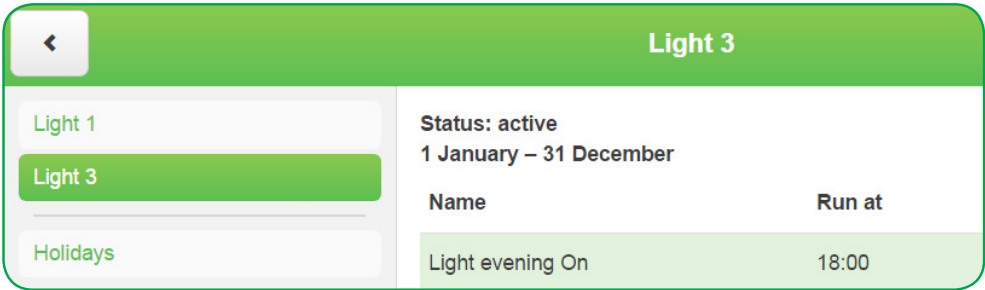 Light 3
Light 1
Light 3
Holidays
Status: active
1 January – 31 December
Name Run at
Light evening On 18:00